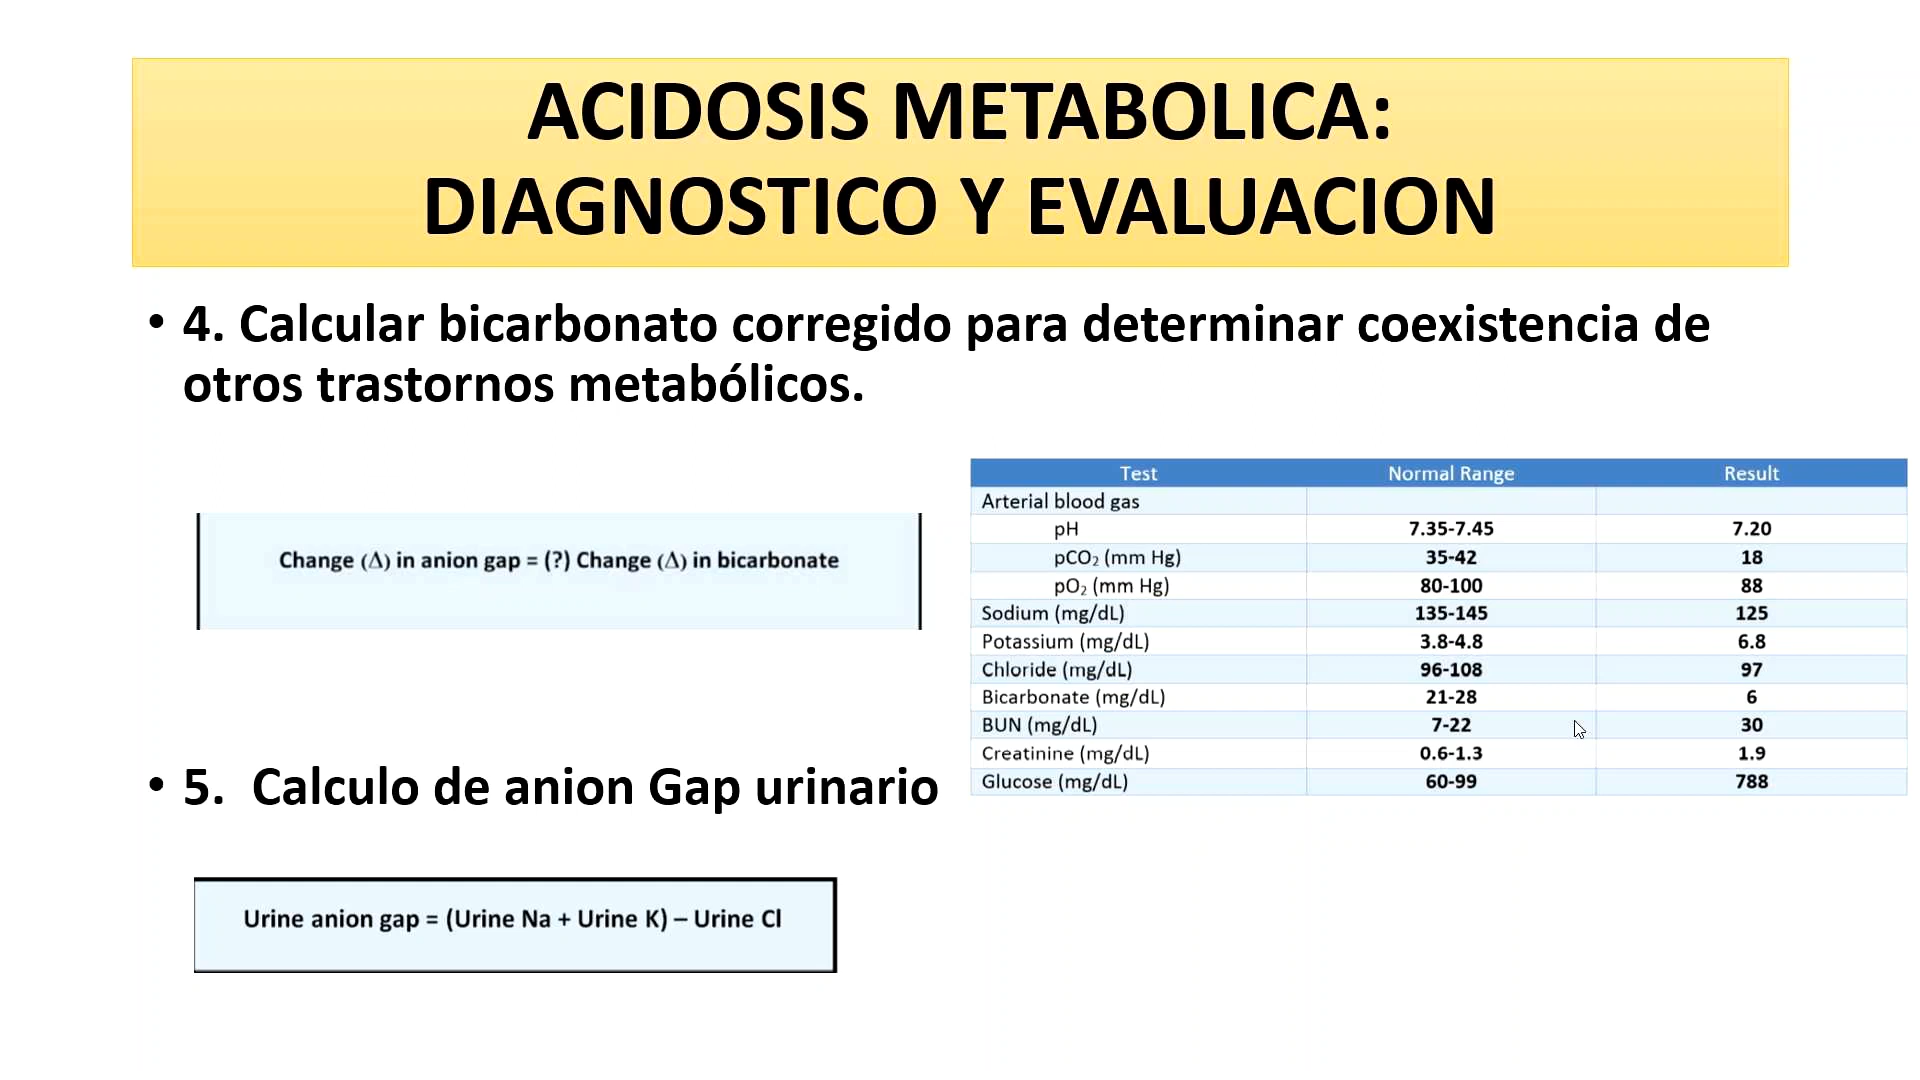 ACIDOSIS METABOLICA:
DIAGNOSTICO Y EVALUACION
• 4. Calcular bicarbonato corregido para determinar coexistencia de
otros trastornos metabólicos.
Change (Δ) in anion gap = (?) Change (Δ) in bicarbonate
• 5. Calculo de anion Gap urinario
Urine anion gap = (Urine Na + Urine K) – Urine Cl
Test Normal Range Result
Arterial blood gas
pH 7.35-7.45 7.20
pCO₂ (mm Hg) 35-42 18
pO₂ (mm Hg) 80-100 88
Sodium (mg/dL) 135-145 125
Potassium (mg/dL) 3.8-4.8 6.8
Chloride (mg/dL) 96-108 97
Bicarbonate (mg/dL) 21-28 6
BUN (mg/dL) 7-22 30
Creatinine (mg/dL) 0.6-1.3 1.9
Glucose (mg/dL) 60-99 788